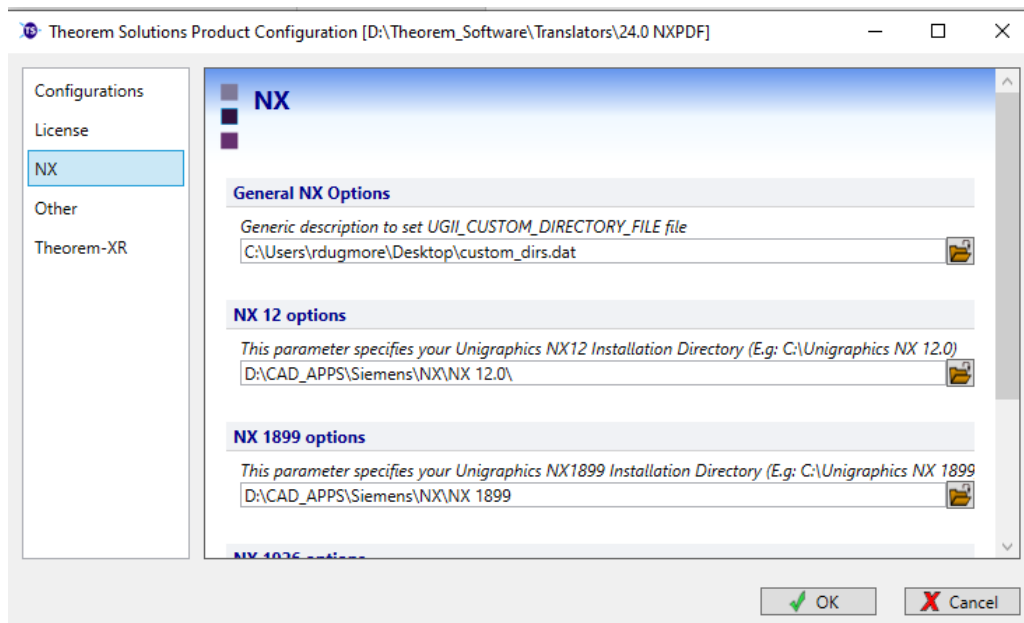 Theorem Solutions Product Configuration [D:\Theorem_Software\Translators\24.0 NXPDF]
Configurations
License
NX
Other
Theorem-XR
NX
General NX Options
Generic description to set UGII_CUSTOM_DIRECTORY_FILE file
C:\Users\rdugmore\Desktop\custom_dirs.dat
NX 12 options
This parameter specifies your Unigraphics NX12 Installation Directory (E.g: C:\Unigraphics NX 12.0)
D:\CAD_APPS\Siemens\NX\NX 12.0\
NX 1899 options
This parameter specifies your Unigraphics NX1899 Installation Directory (E.g: C:\Unigraphics NX 1899
D:\CAD_APPS\Siemens\NX\NX 1899
NX 1926 options
OK
Cancel